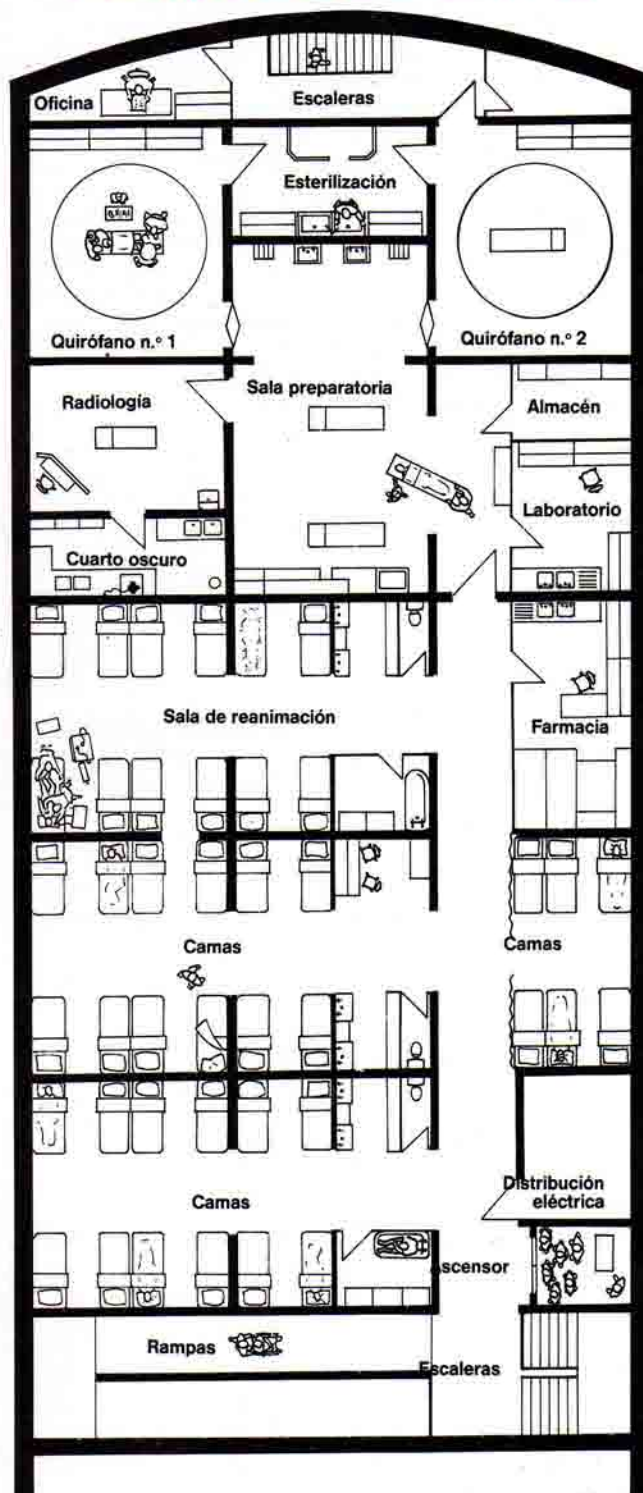 Oficina
Escaleras
Esterilización
Quirófano n.º 1
Quirófano n.º 2
Radiología
Sala preparatoria
Almacén
Laboratorio
Cuarto oscuro
Sala de reanimación
Farmacia
Camas
Camas
Camas
Distribución
eléctrica
Ascensor
Rampas
Escaleras